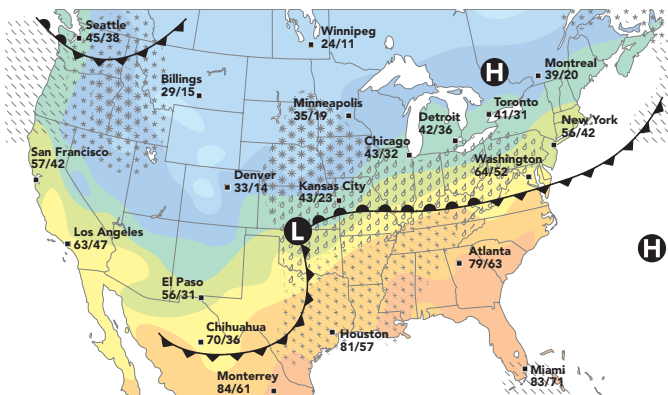 Seattle
45/38
Winnipeg
24/11
H
Montreal
39/20
Billings
29/15
Minneapolis
35/19
Toronto
41/31
Detroit
42/36
New York
56/42
Chicago
43/32
San Francisco
57/42
Washington
64/52
Denver
33/14
Kansas City
43/23
L
Los Angeles
63/47
H
Atlanta
79/63
El Paso
56/31
Chihuahua
70/36
Houston
81/57
Monterrey
84/61
Miami
83/71